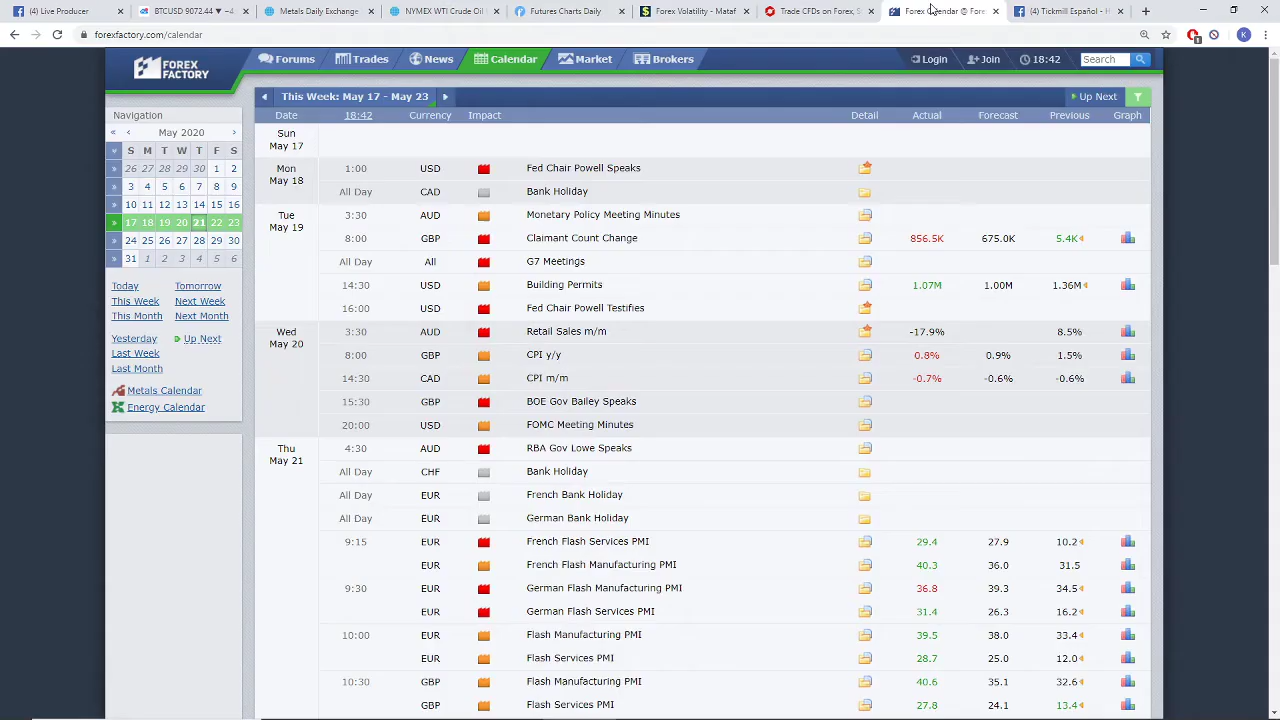 (4) Live Producer
BTCUSD 9072.44 ▼ −4
Metals Daily Exchange
NYMEX WTI Crude Oil
Futures Charts Daily
Forex Volatility - Mataf
Trade CFDs on Forex, S
Forex Calendar @ Fore
(4) Tickmill Español - H
forexfactory.com/calendar
K
FOREX FACTORY
Forums Trades News Calendar Market Brokers
Login Join 18:42 Search
Navigation
« ‹ May 2020 ›
S M T W T F S
26 27 28 29 30 1 2
3 4 5 6 7 8 9
10 11 12 13 14 15 16
17 18 19 20 21 22 23
24 25 26 27 28 29 30
31 1 2 3 4 5 6
Today Tomorrow
This Week Next Week
This Month Next Month
Yesterday Up Next
Last Week
Last Month
Metals Calendar
Energy Calendar
This Week: May 17 - May 23 Up Next
Date 18:42 Currency Impact Detail Actual Forecast Previous Graph
Sun
May 17
Mon
May 18
1:00 USD Fed Chair Powell Speaks
All Day CAD Bank Holiday
Tue
May 19
3:30 AUD Monetary Policy Meeting Minutes
8:00 GBP Claimant Count Change 856.5K 675.0K 5.4K
All Day All G7 Meetings
14:30 USD Building Permits 1.07M 1.00M 1.36M
16:00 USD Fed Chair Powell Testifies
Wed
May 20
3:30 AUD Retail Sales m/m -17.9% 8.5%
8:00 GBP CPI y/y 1.5%
14:30 CAD CPI m/m -0.7% -0.6% -0.6%
15:30 GBP BOE Gov Bailey Speaks
20:00 USD FOMC Meeting Minutes
Thu
May 21
4:30 AUD RBA Gov Lowe Speaks
All Day CHF Bank Holiday
All Day EUR French Bank Holiday
All Day EUR German Bank Holiday
9:15 EUR French Flash Services PMI 29.4 27.9 10.2
EUR French Flash Manufacturing PMI 40.3 36.0 31.5
9:30 EUR German Flash Manufacturing PMI 36.8 39.3 34.5
EUR German Flash Services PMI 31.4 26.3 16.2
10:00 EUR Flash Manufacturing PMI 38.0 33.4
EUR Flash Services PMI 28.7 25.0 12.0
10:30 GBP Flash Manufacturing PMI 40.6 35.1 32.6
GBP Flash Services PMI 27.8 24.1 13.4